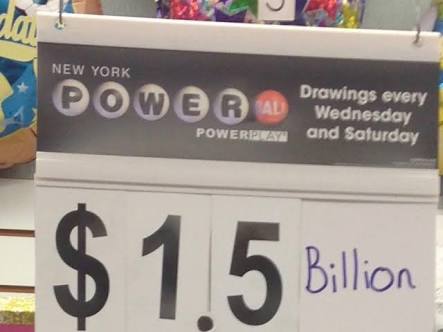 NEW YORK
POWERBALL
POWERPLAY
Drawings every
Wednesday
and Saturday
$1.5 Billion